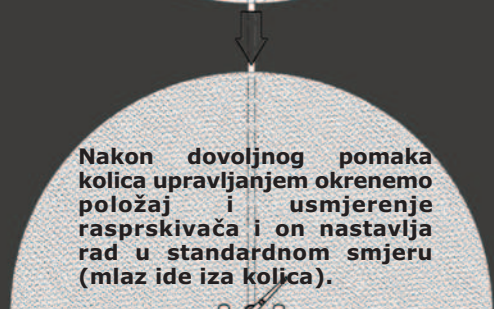 Nakon dovoljnog pomaka
kolica upravljanjem okrenemo
položaj i usmjerenje
rasprskivača i on nastavlja
rad u standardnom smjeru
(mlaz ide iza kolica).